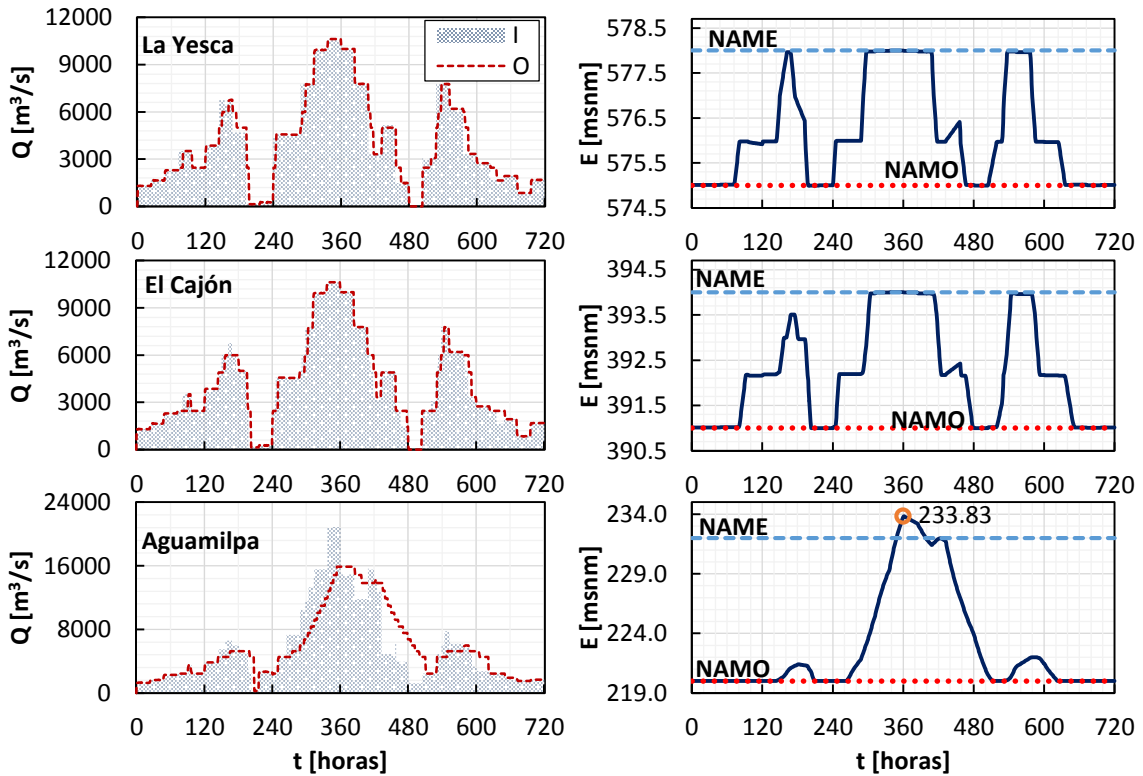 La Yesca
I
O
Q [m³/s]
12000
9000
6000
3000
0
0 120 240 360 480 600 720
NAME
NAMO
E [msnm]
578.5
577.5
576.5
575.5
574.5
0 120 240 360 480 600 720
El Cajón
Q [m³/s]
12000
9000
6000
3000
0
0 120 240 360 480 600 720
NAME
NAMO
E [msnm]
394.5
393.5
392.5
391.5
390.5
0 120 240 360 480 600 720
Aguamilpa
Q [m³/s]
24000
16000
8000
0
0 120 240 360 480 600 720
t [horas]
NAME
233.83
NAMO
E [msnm]
234.0
229.0
224.0
219.0
0 120 240 360 480 600 720
t [horas]